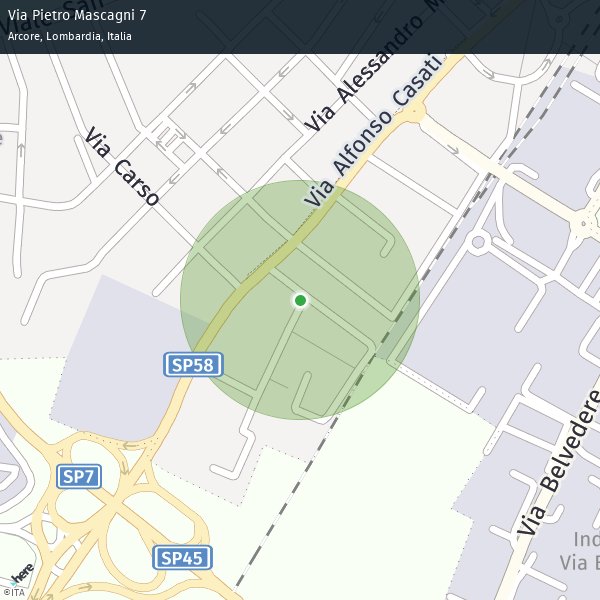 Via Pietro Mascagni 7
Arcore, Lombardia, Italia
Via Carso
Via Alessandro M
Via Alfonso Casati
SP58
SP7
SP45
Via Belvedere
Ind
Via B
here
©ITA